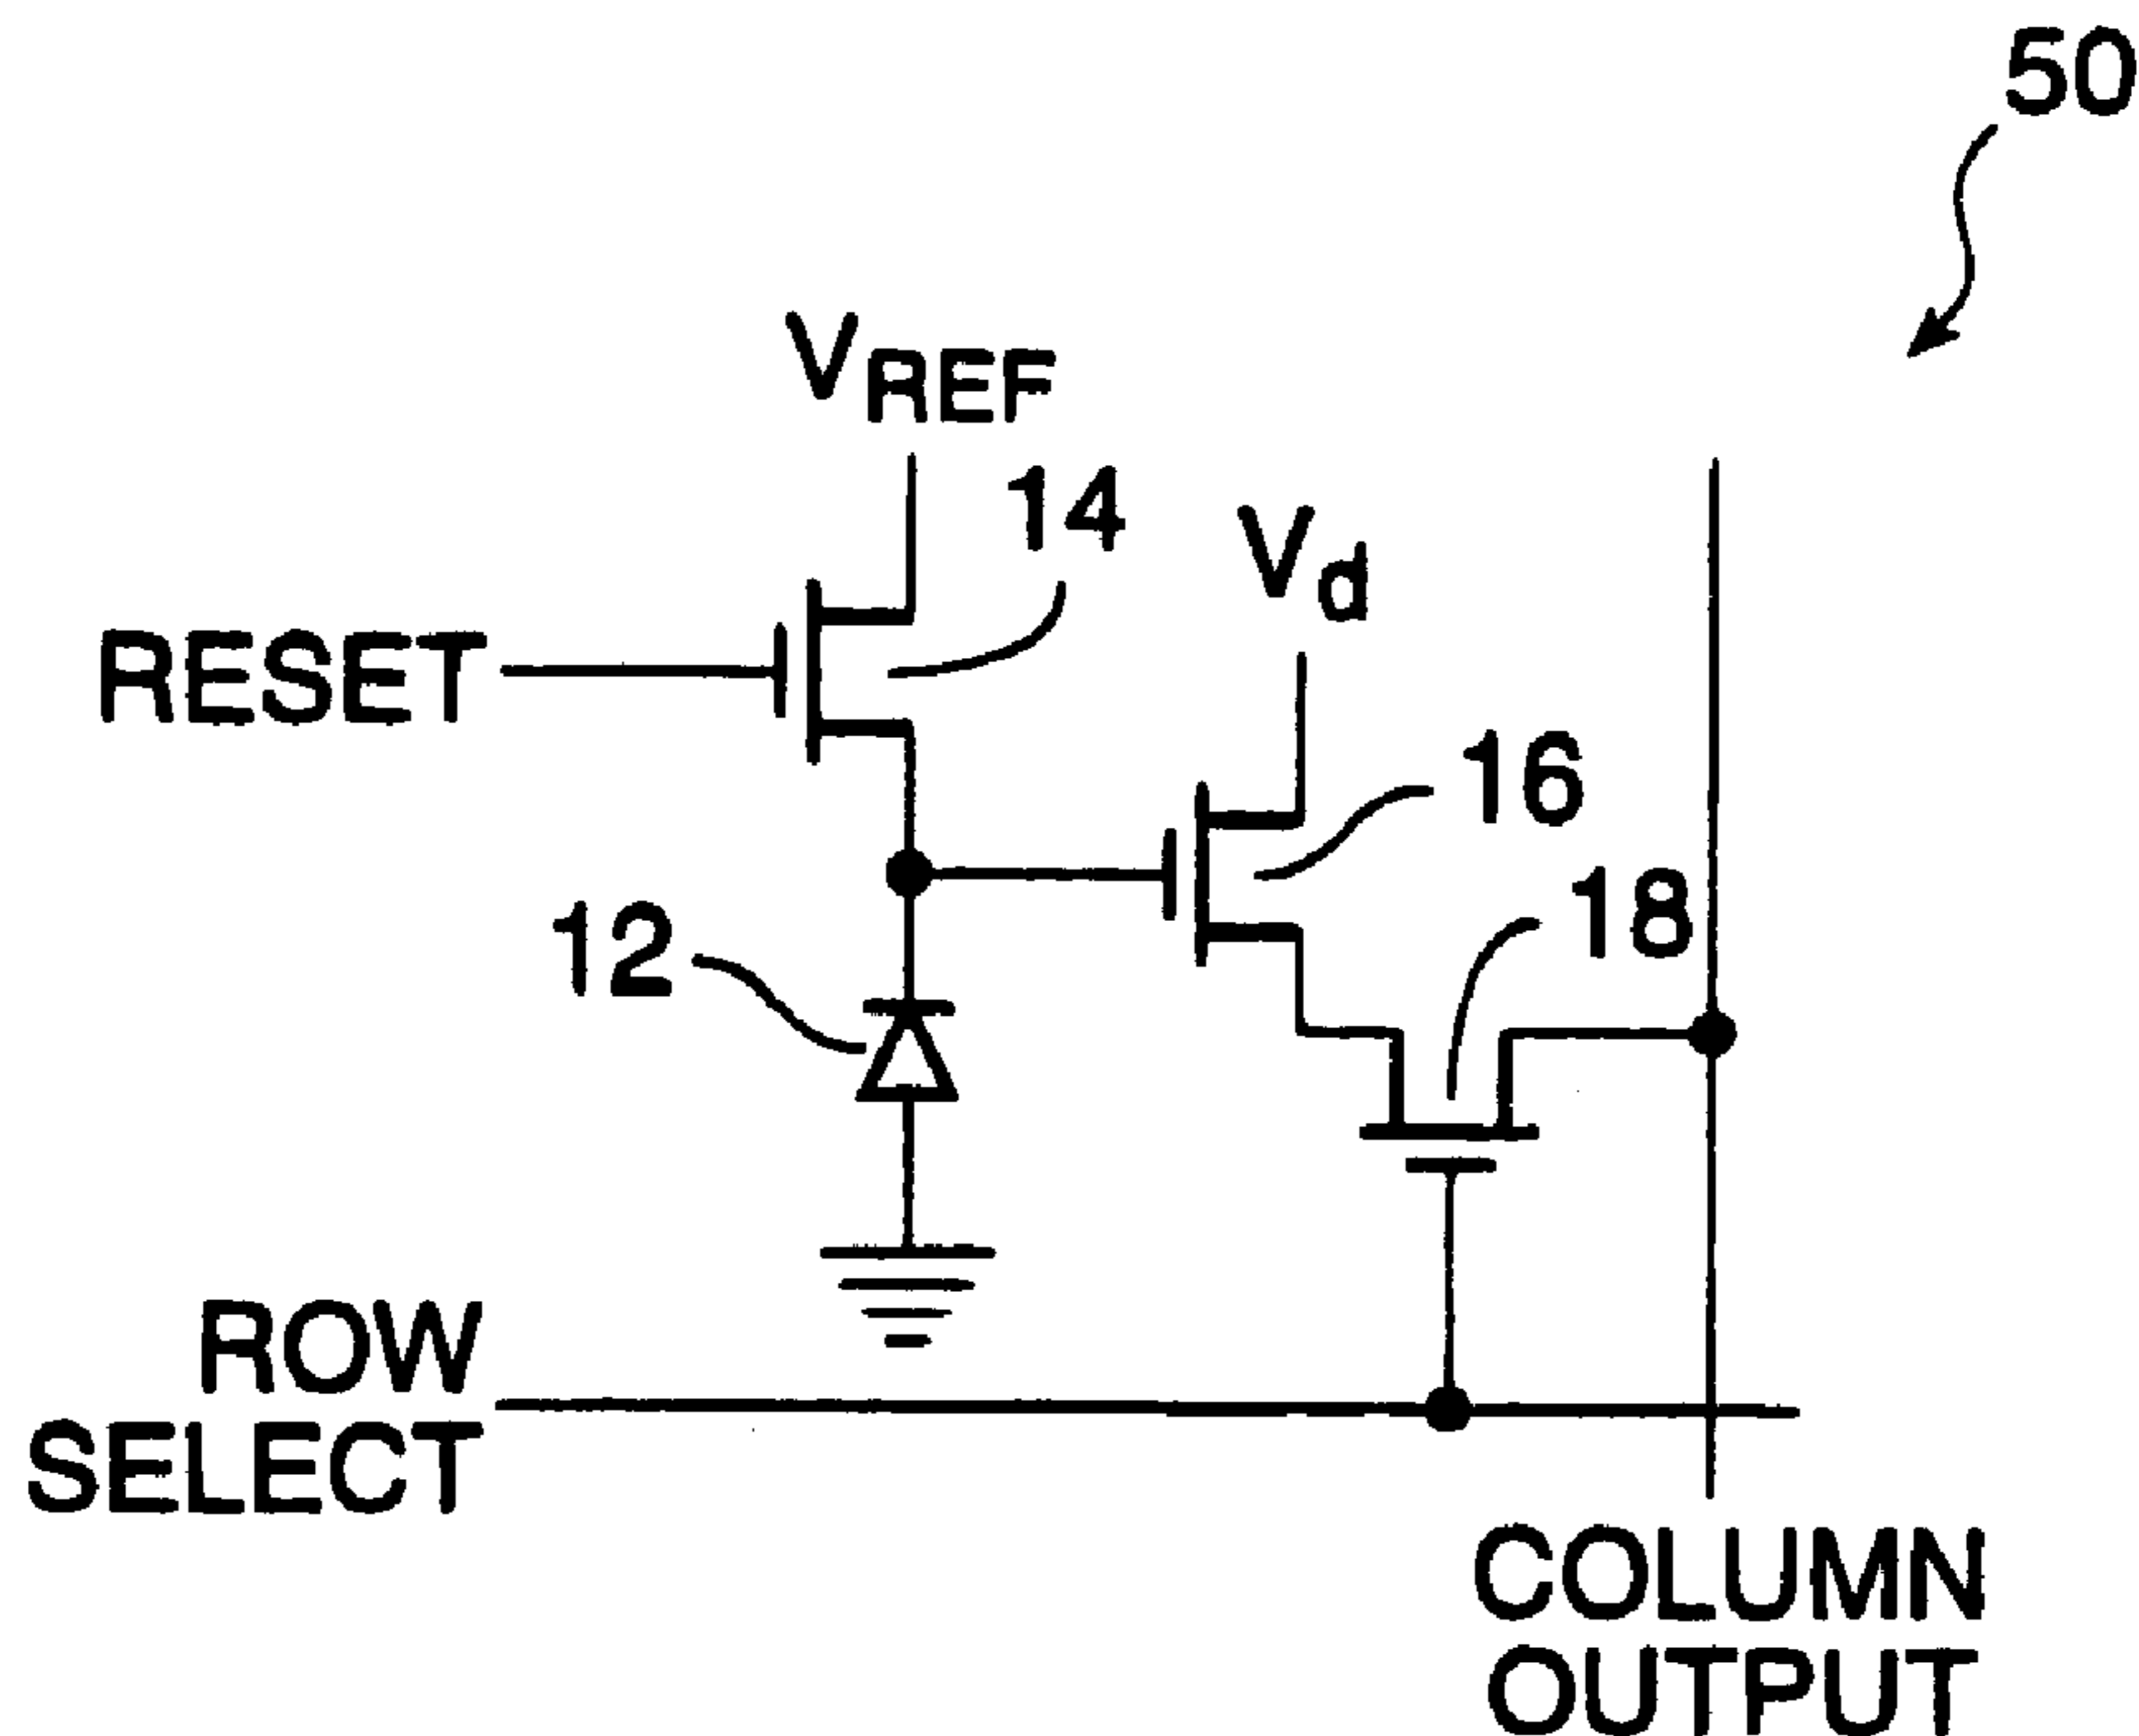 50
VREF
14
Vd
RESET
16
18
12
ROW
SELECT
COLUMN
OUTPUT